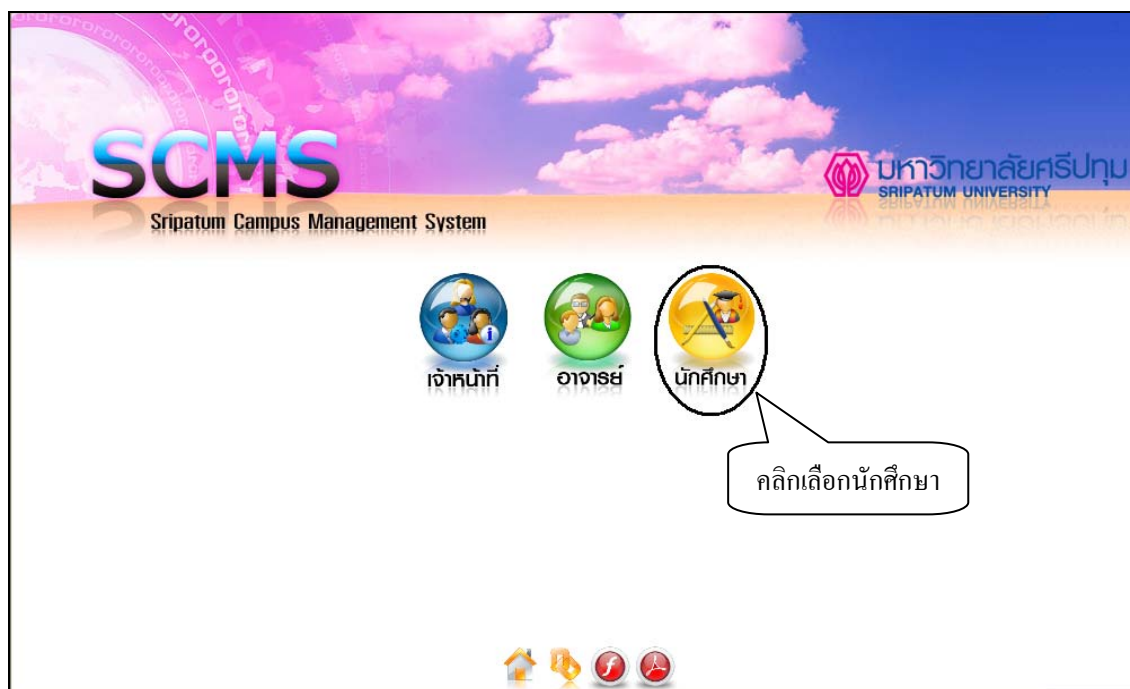 SCMS
Sripatum Campus Management System
มหาวิทยาลัยศรีปทุม
SRIPATUM UNIVERSITY
เจ้าหน้าที่
อาจารย์
นักศึกษา
คลิกเลือกนักศึกษา